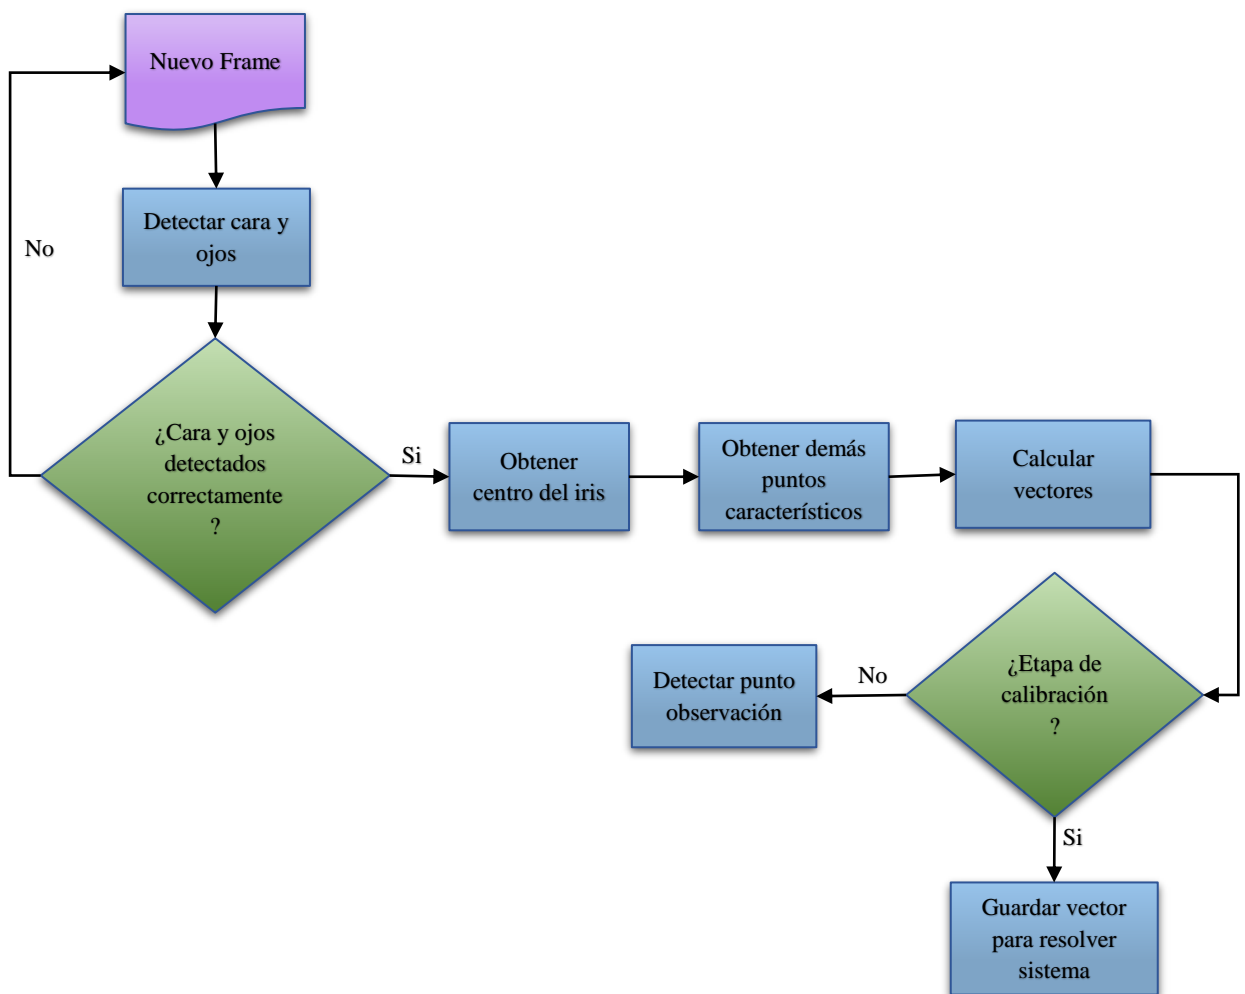 Nuevo Frame
Detectar cara y
ojos
No
¿Cara y ojos
detectados
correctamente
?
Si
Obtener
centro del iris
Obtener demás
puntos
característicos
Calcular
vectores
¿Etapa de
calibración
?
No
Detectar punto
observación
Si
Guardar vector
para resolver
sistema